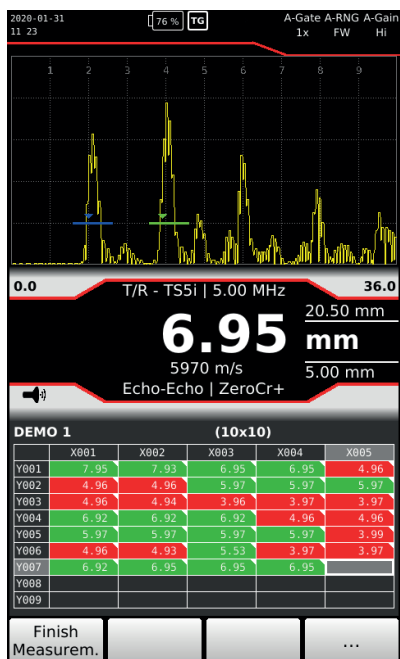 2020-01-31 76 % TG A-Gate A-RNG A-Gain
11 23 1x FW Hi
1 2 3 4 5 6 7 8 9
0.0 T/R - TS5i | 5.00 MHz 36.0
6.95 mm
20.50 mm
5.00 mm
5970 m/s
Echo-Echo | ZeroCr+
DEMO 1 (10x10)
X001 X002 X003 X004 X005
Y001 7.95 7.93 6.95 6.95 4.96
Y002 4.96 4.96 5.97 5.97 5.97
Y003 4.96 4.94 3.96 3.97 3.97
Y004 6.92 6.92 6.92 4.96 4.96
Y005 5.97 5.97 5.97 5.97 3.99
Y006 4.96 4.93 5.53 3.97 3.97
Y007 6.92 6.95 6.95 6.95
Y008
Y009
Finish
Measurem. ...